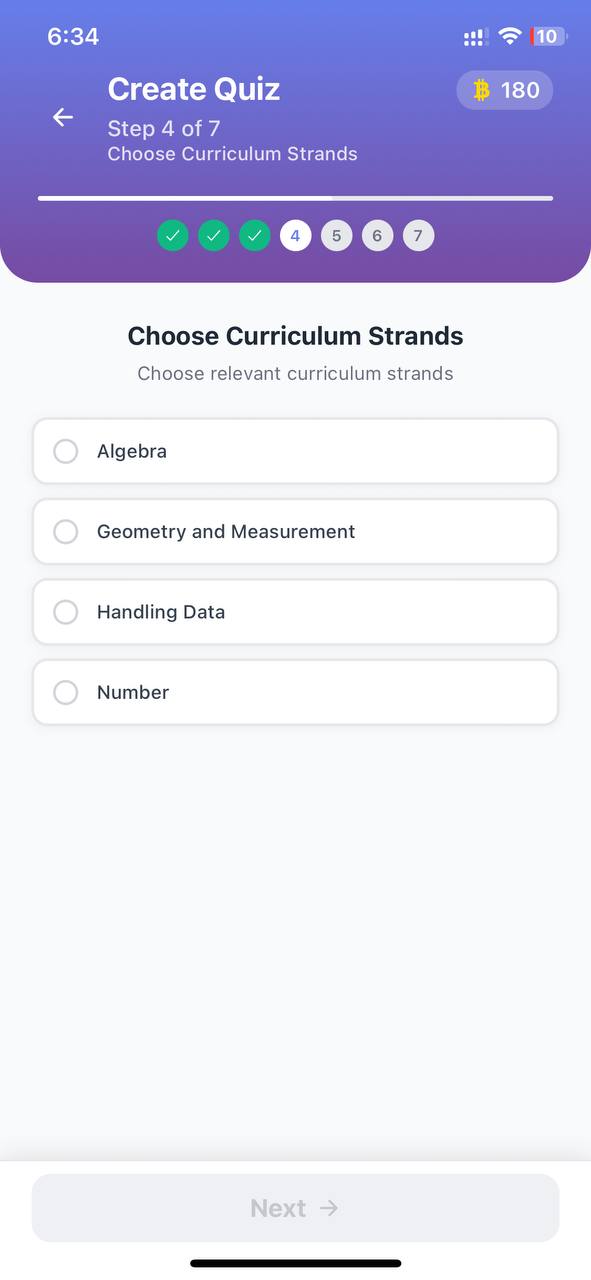 6:34
10
Create Quiz
180
Step 4 of 7
Choose Curriculum Strands
4 5 6 7
Choose Curriculum Strands
Choose relevant curriculum strands
Algebra
Geometry and Measurement
Handling Data
Number
Next →